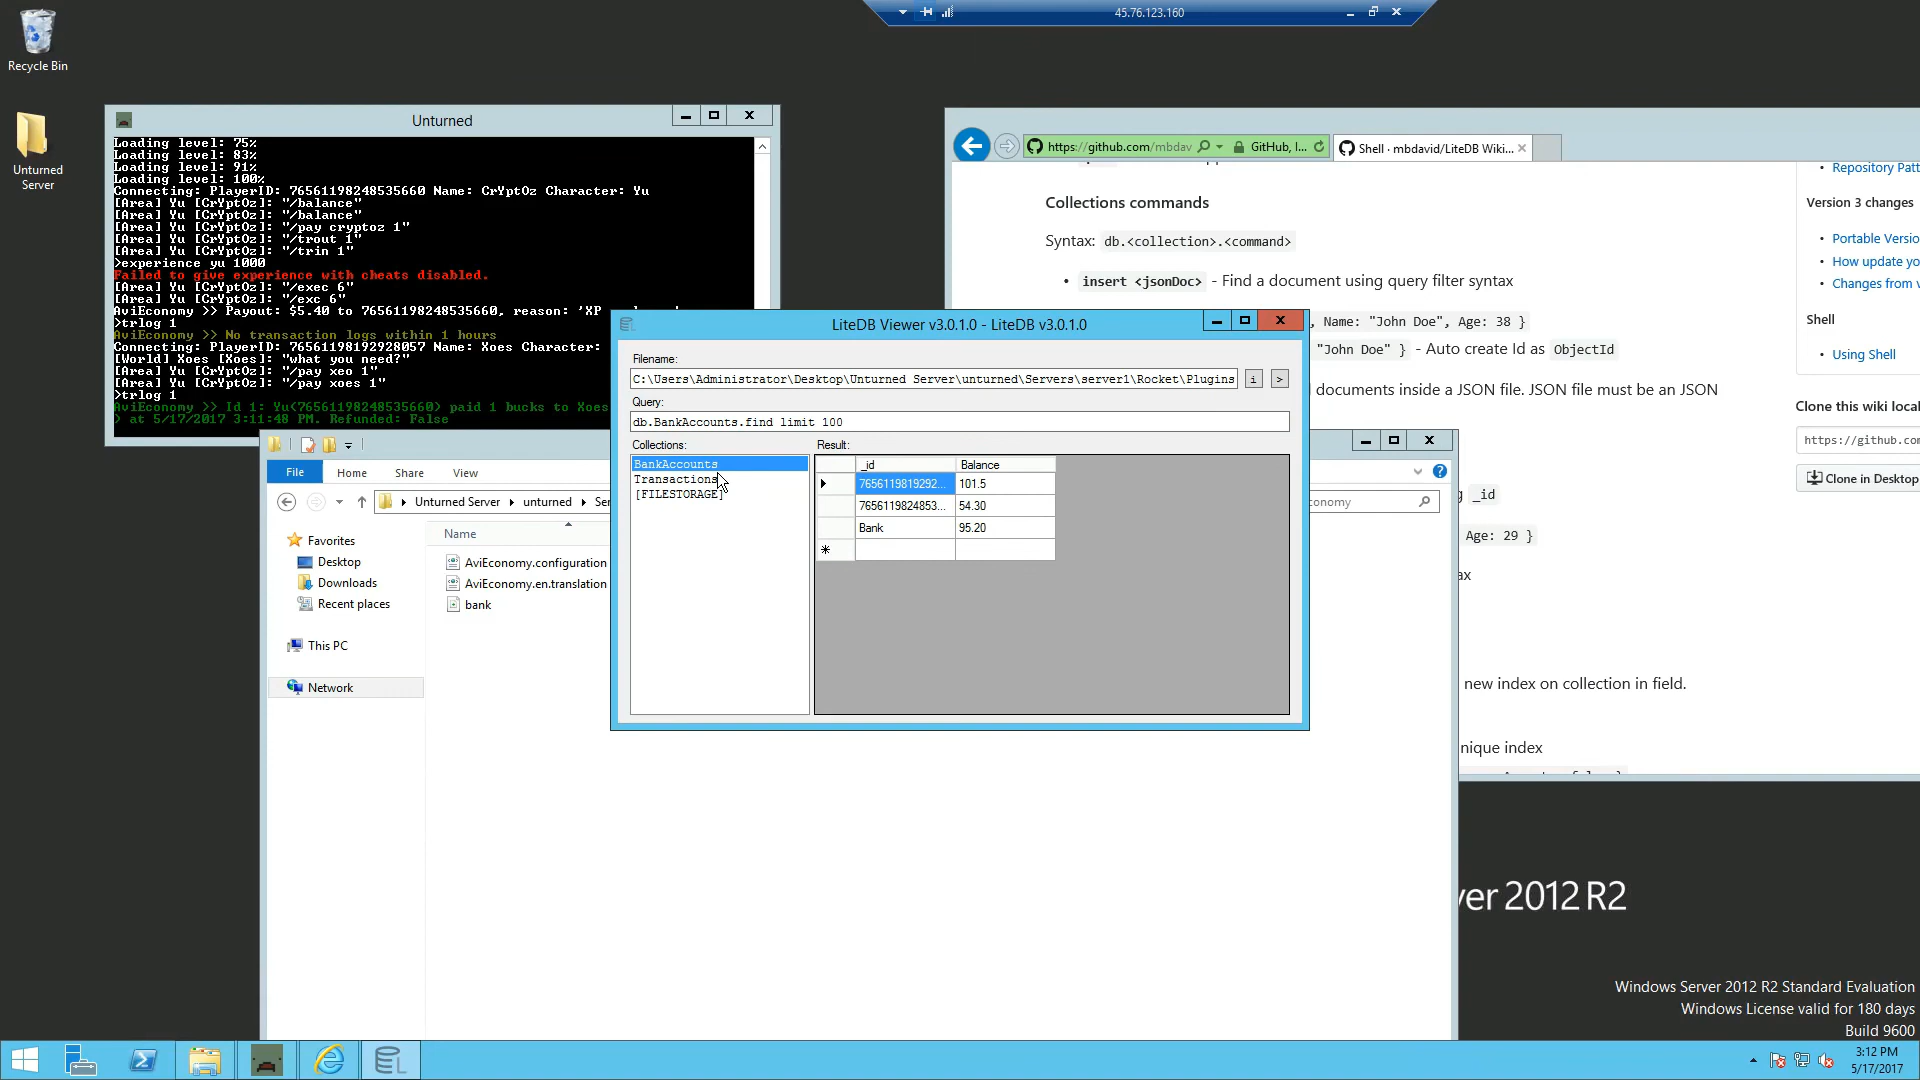 45.76.123.160
Recycle Bin
Unturned Server
Unturned
Loading level: 75%
Loading level: 83%
Loading level: 91%
Loading level: 100%
Connecting: PlayerID: 76561198248535660 Name: CrYptOz Character: Yu
[Area] Yu [CrYptOz]: "/balance"
[Area] Yu [CrYptOz]: "/balance"
[Area] Yu [CrYptOz]: "/pay cryptoz 1"
[Area] Yu [CrYptOz]: "/trout 1"
[Area] Yu [CrYptOz]: "/trin 1"
>experience yu 1000
Failed to give experience with cheats disabled.
[Area] Yu [CrYptOz]: "/exec 6"
[Area] Yu [CrYptOz]: "/exc 6"
AviEconomy >> Payout: $5.40 to 76561198248535660, reason: 'XP
>trlog 1
AviEconomy >> No transaction logs within 1 hours
Connecting: PlayerID: 76561198192928057 Name: Xoes Character:
[World] Xoes [Xoes]: "what you need?"
[Area] Yu [CrYptOz]: "/pay xeo 1"
[Area] Yu [CrYptOz]: "/pay xoes 1"
>trlog 1
AviEconomy >> Id 1: Yu(76561198248535660) paid 1 bucks to Xoes
> at 5/17/2017 3:11:48 PM. Refunded: False
https://github.com/mbdav
GitHub, I...
Shell · mbdavid/LiteDB Wiki...
Collections commands
Syntax: db.<collection>.<command>
• insert <jsonDoc> - Find a document using query filter syntax
, Name: "John Doe", Age: 38 }
"John Doe" } - Auto create Id as ObjectId
documents inside a JSON file. JSON file must be an JSON
_id
Age: 29 }
new index on collection in field.
nique index
Repository Patt
Version 3 changes
• Portable Versio
• How update yo
• Changes from v
Shell
• Using Shell
Clone this wiki local
https://github.co
Clone in Desktop
LiteDB Viewer v3.0.1.0 - LiteDB v3.0.1.0
Filename:
C:\Users\Administrator\Desktop\Unturned Server\unturned\Servers\server1\Rocket\Plugins
i
>
Query:
db.BankAccounts.find limit 100
Collections:
BankAccounts
Transactions
[FILESTORAGE]
Result:
_id Balance
7656119819292... 101.5
7656119824853... 54.30
Bank 95.20
File Home Share View
Unturned Server unturned Ser
onomy
Favorites
Desktop
Downloads
Recent places
This PC
Network
Name
AviEconomy.configuration
AviEconomy.en.translation
bank
ver 2012 R2
Windows Server 2012 R2 Standard Evaluation
Windows License valid for 180 days
Build 9600
3:12 PM
5/17/2017